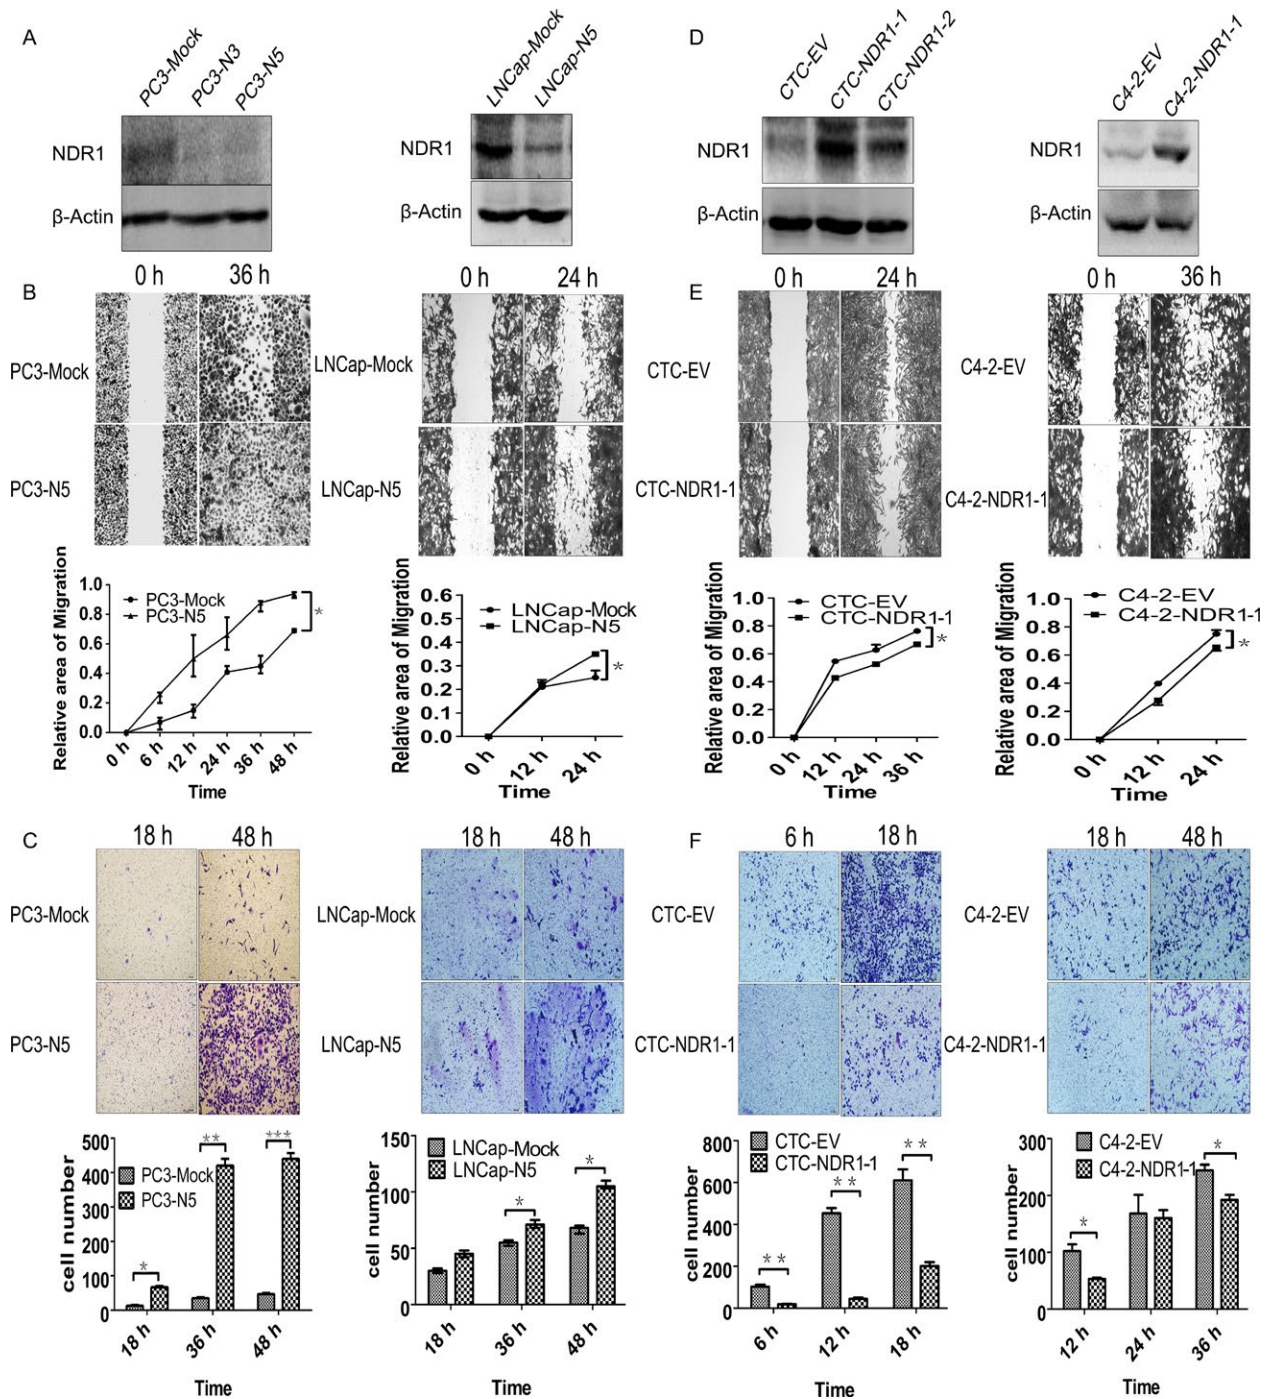 A
PC3-Mock
PC3-N3
PC3-N5
NDR1
β-Actin
LNCap-Mock
LNCap-N5
NDR1
β-Actin
D
CTC-EV
CTC-NDR1-1
CTC-NDR1-2
NDR1
β-Actin
C4-2-EV
C4-2-NDR1-1
NDR1
β-Actin
B
0 h 36 h
PC3-Mock
PC3-N5
0 h 24 h
LNCap-Mock
LNCap-N5
E
0 h 24 h
CTC-EV
CTC-NDR1-1
0 h 36 h
C4-2-EV
C4-2-NDR1-1
Relative area of Migration
1.0
0.8
0.6
0.4
0.2
0.0
PC3-Mock
PC3-N5
*
0 h 6 h 12 h 24 h 36 h 48 h
Time
Relative area of Migration
0.6
0.5
0.4
0.3
0.2
0.1
0.0
LNCap-Mock
LNCap-N5
*
0 h 12 h 24 h
Time
Relative area of Migration
1.0
0.8
0.6
0.4
0.2
0.0
CTC-EV
CTC-NDR1-1
*
0 h 12 h 24 h 36 h
Time
Relative area of Migration
1.0
0.8
0.6
0.4
0.2
0.0
C4-2-EV
C4-2-NDR1-1
*
0 h 12 h 24 h
Time
C
18 h 48 h
PC3-Mock
PC3-N5
18 h 48 h
LNCap-Mock
LNCap-N5
F
6 h 18 h
CTC-EV
CTC-NDR1-1
18 h 48 h
C4-2-EV
C4-2-NDR1-1
cell number
500
400
300
200
100
0
PC3-Mock
PC3-N5
* ** ***
18 h 36 h 48 h
Time
cell number
150
100
50
0
LNCap-Mock
LNCap-N5
* *
18 h 36 h 48 h
Time
cell number
800
600
400
200
0
CTC-EV
CTC-NDR1-1
** ** **
6 h 12 h 18 h
Time
cell number
300
200
100
0
C4-2-EV
C4-2-NDR1-1
* *
12 h 24 h 36 h
Time